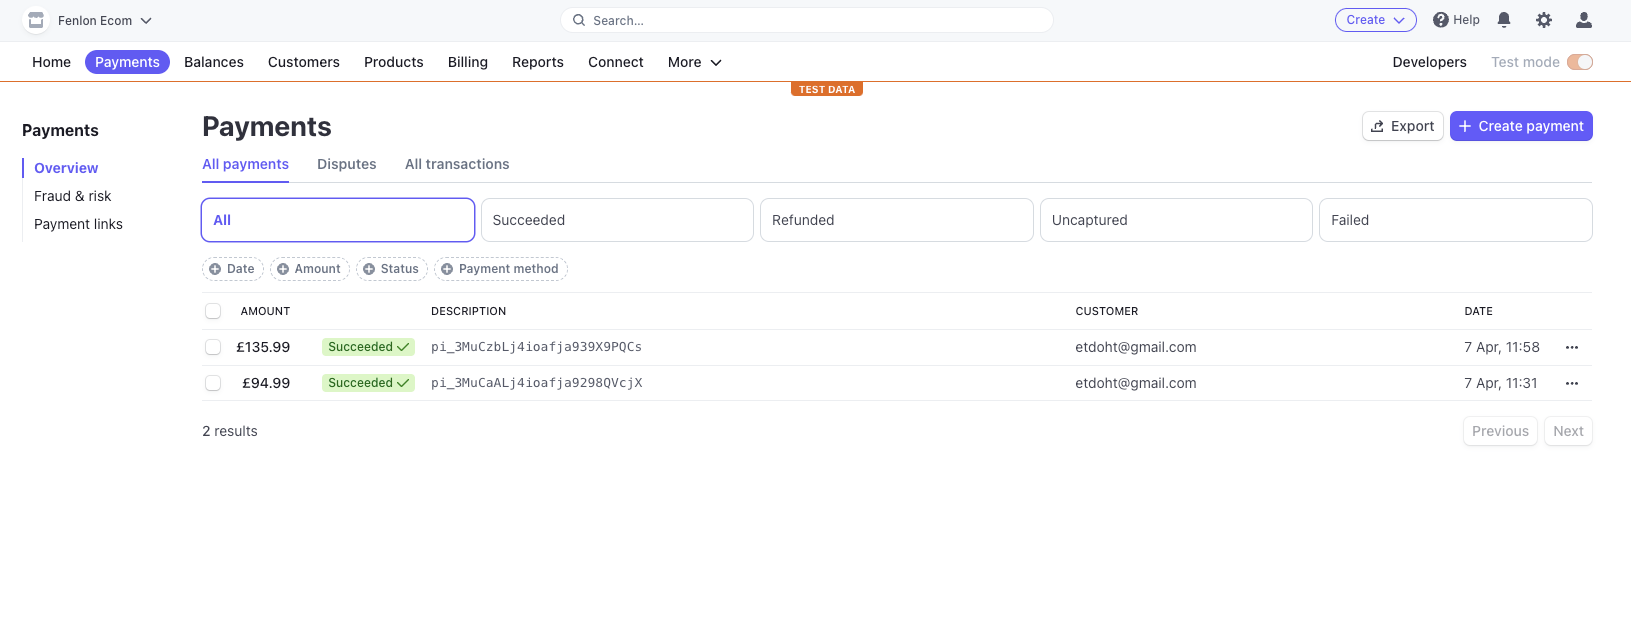 Fenlon Ecom
Search...
Create
Help
Home Payments Balances Customers Products Billing Reports Connect More
Developers Test mode
TEST DATA
Payments
Overview
Fraud & risk
Payment links
Payments
Export
Create payment
All payments Disputes All transactions
All Succeeded Refunded Uncaptured Failed
Date Amount Status Payment method
AMOUNT DESCRIPTION CUSTOMER DATE
£135.99 Succeeded pi_3MuCzbLj4ioafja939X9PQCs etdoht@gmail.com 7 Apr, 11:58
£94.99 Succeeded pi_3MuCaALj4ioafja9298QVcjX etdoht@gmail.com 7 Apr, 11:31
2 results
Previous Next